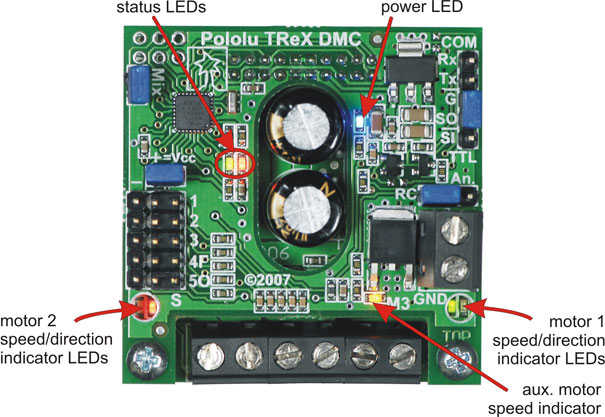 status LEDs
power LED
Pololu TReX DMC
COM
Rx
Tx
G
SO
SI
TTL
An.
RC
Mix
+=Vcc
1
2
3
4P
5O
S
©2007
M3
GND
TOP
motor 2
speed/direction
indicator LEDs
motor 1
speed/direction
indicator LEDs
aux. motor
speed indicator